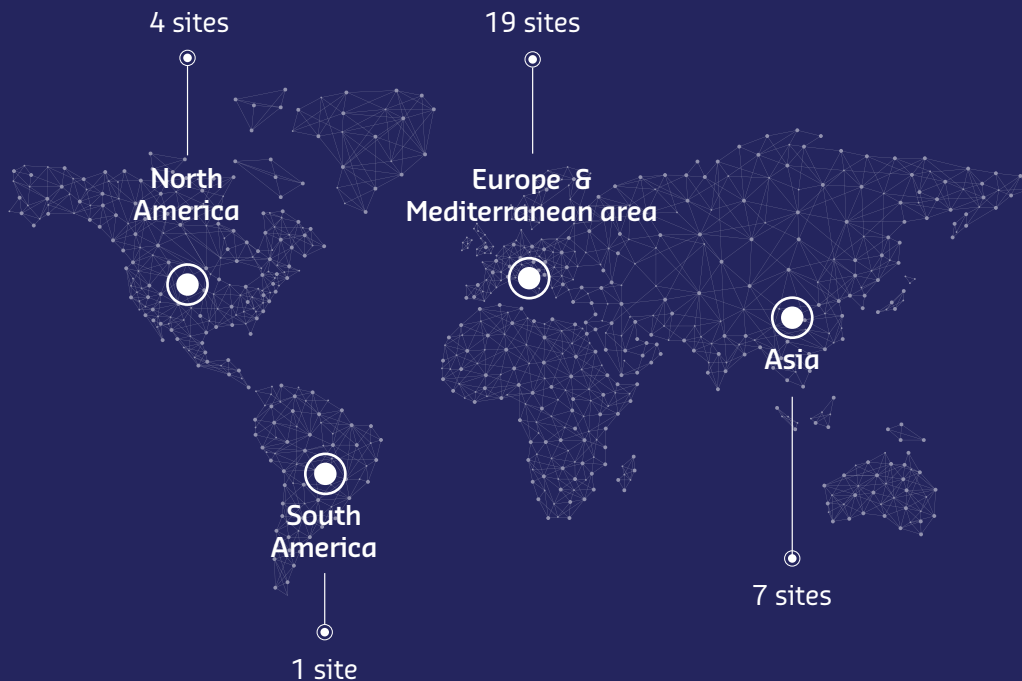 4 sites
19 sites
North
America
Europe &
Mediterranean area
Asia
South
America
7 sites
1 site